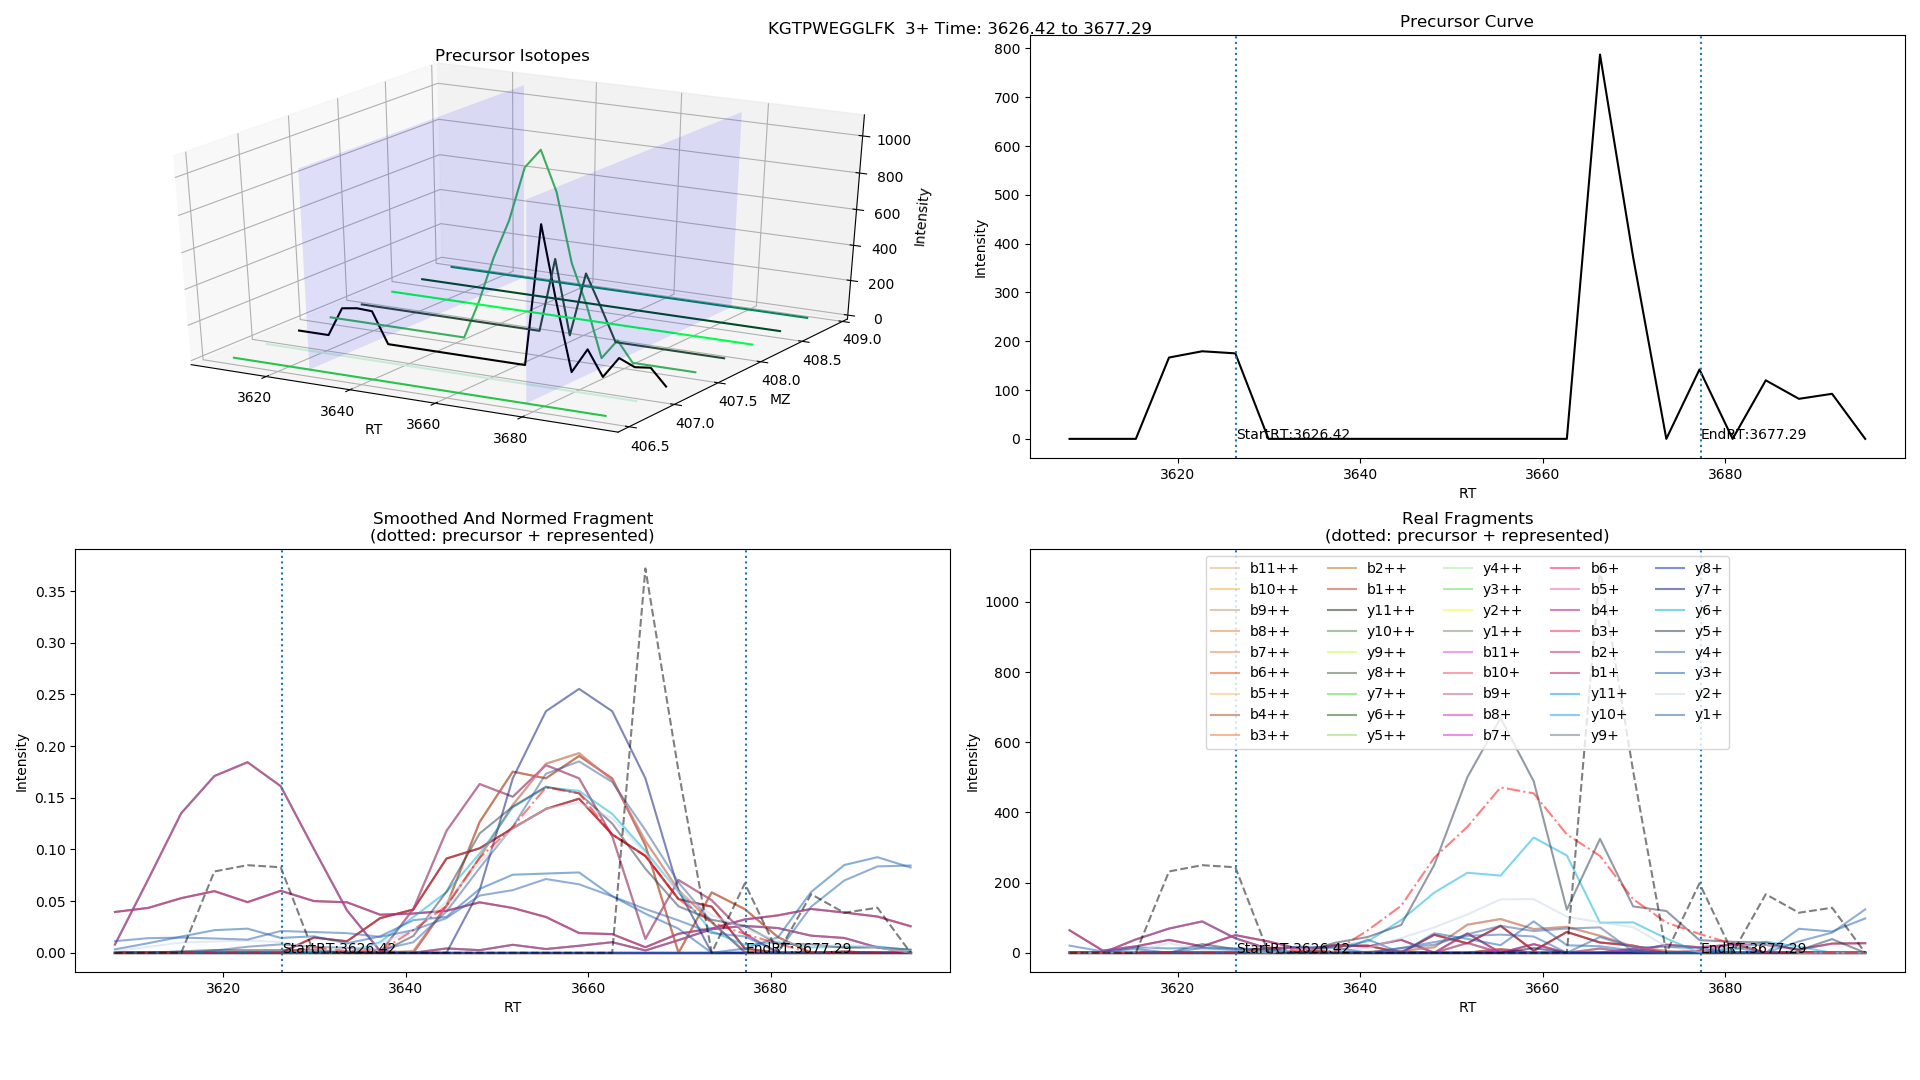 KGTPWEGGLFK  3+ Time: 3626.42 to 3677.29
Precursor Isotopes
1000
800
600
400
200
0
Intensity
409.0
408.5
408.0
407.5
407.0
406.5
MZ
3620
3640
3660
3680
RT
Precursor Curve
800
700
600
500
400
300
200
100
0
Intensity
StartRT:3626.42
EndRT:3677.29
3620
3640
3660
3680
RT
Smoothed And Normed Fragment
(dotted: precursor + represented)
0.35
0.30
0.25
0.20
0.15
0.10
0.05
0.00
Intensity
StartRT:3626.42
EndRT:3677.29
3620
3640
3660
3680
RT
Real Fragments
(dotted: precursor + represented)
1000
800
600
400
200
0
Intensity
b11++
b10++
b9++
b8++
b7++
b6++
b5++
b4++
b3++
b2++
b1++
y11++
y10++
y9++
y8++
y7++
y6++
y5++
y4++
y3++
y2++
y1++
b11+
b10+
b9+
b8+
b7+
b6+
b5+
b4+
b3+
b2+
b1+
y11+
y10+
y9+
y8+
y7+
y6+
y5+
y4+
y3+
y2+
y1+
StartRT:3626.42
EndRT:3677.29
3620
3640
3660
3680
RT